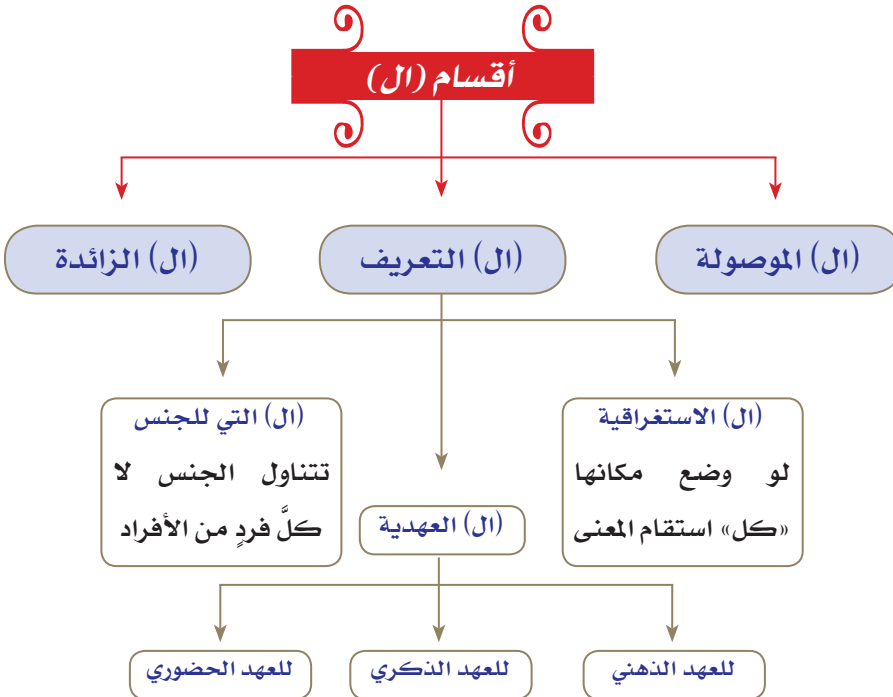 أقسام (ال)
(ال) الموصولة
(ال) التعريف
(ال) الزائدة
(ال) الاستغراقية
لو وضع مكانها
«كل» استقام المعنى
(ال) العهدية
(ال) التي للجنس
تتناول الجنس لا
كلَّ فردٍ من الأفراد
للعهد الذهني
للعهد الذكري
للعهد الحضوري